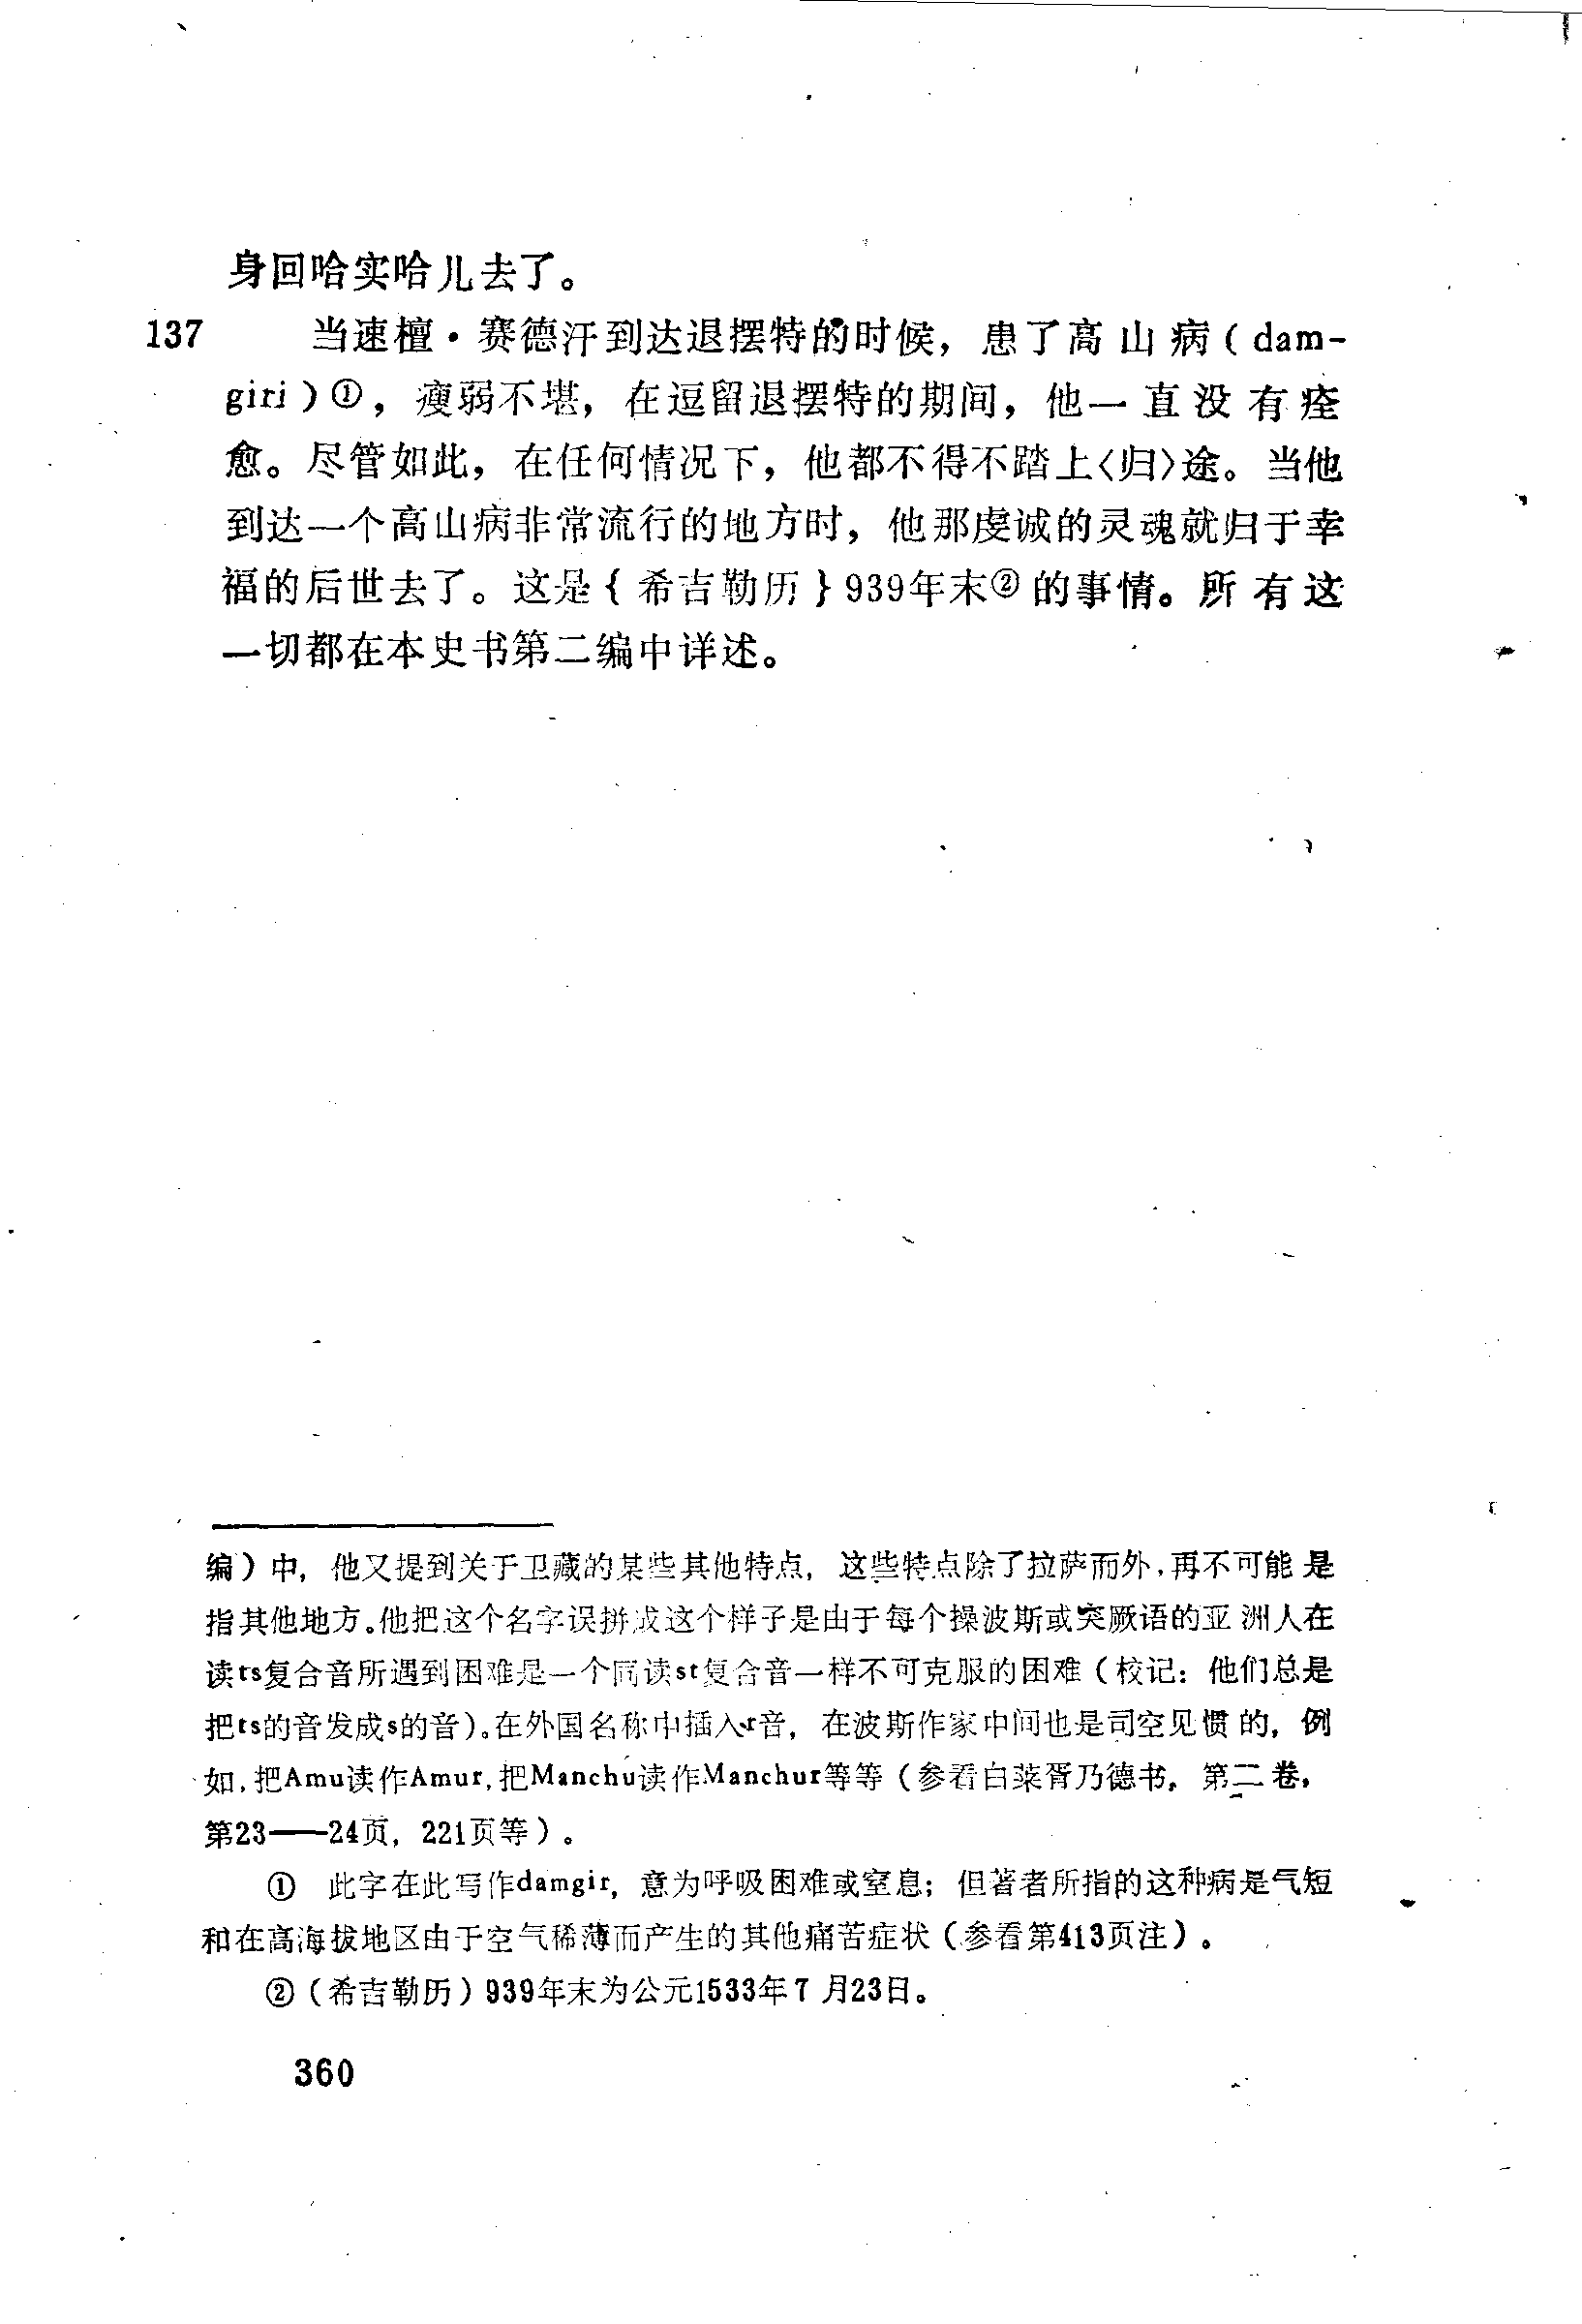 身回哈实哈儿去了。
137 当速檀·赛德汗到达退摆特的时候，患了高山病（dam-
giri）①，瘦弱不堪，在逗留退摆特的期间，他一直没有痊
愈。尽管如此，在任何情况下，他都不得不踏上〈归〉途。当他
到达一个高山病非常流行的地方时，他那虔诚的灵魂就归于幸
福的后世去了。这是{希吉勒历}939年末②的事情。所有这
一切都在本史书第二编中详述。
编）中，他又提到关于卫藏的某些其他特点，这些特点除了拉萨而外，再不可能是
指其他地方。他把这个名字误拼成这个样子是由于每个操波斯或突厥语的亚洲人在
读ts复合音所遇到困难是一个同读st复合音一样不可克服的困难（校记：他们总是
把ts的音发成s的音）。在外国名称中插入r音，在波斯作家中间也是司空见惯的，例
如，把Amu读作Amur，把Manchu读作Manchur等等（参看白莱胥乃德书，第二卷，
第23——24页，221页等）。
① 此字在此写作damgir，意为呼吸困难或窒息；但著者所指的这种病是气短
和在高海拔地区由于空气稀薄而产生的其他痛苦症状（参看第413页注）。
②（希吉勒历）939年末为公元1533年7月23日。
360